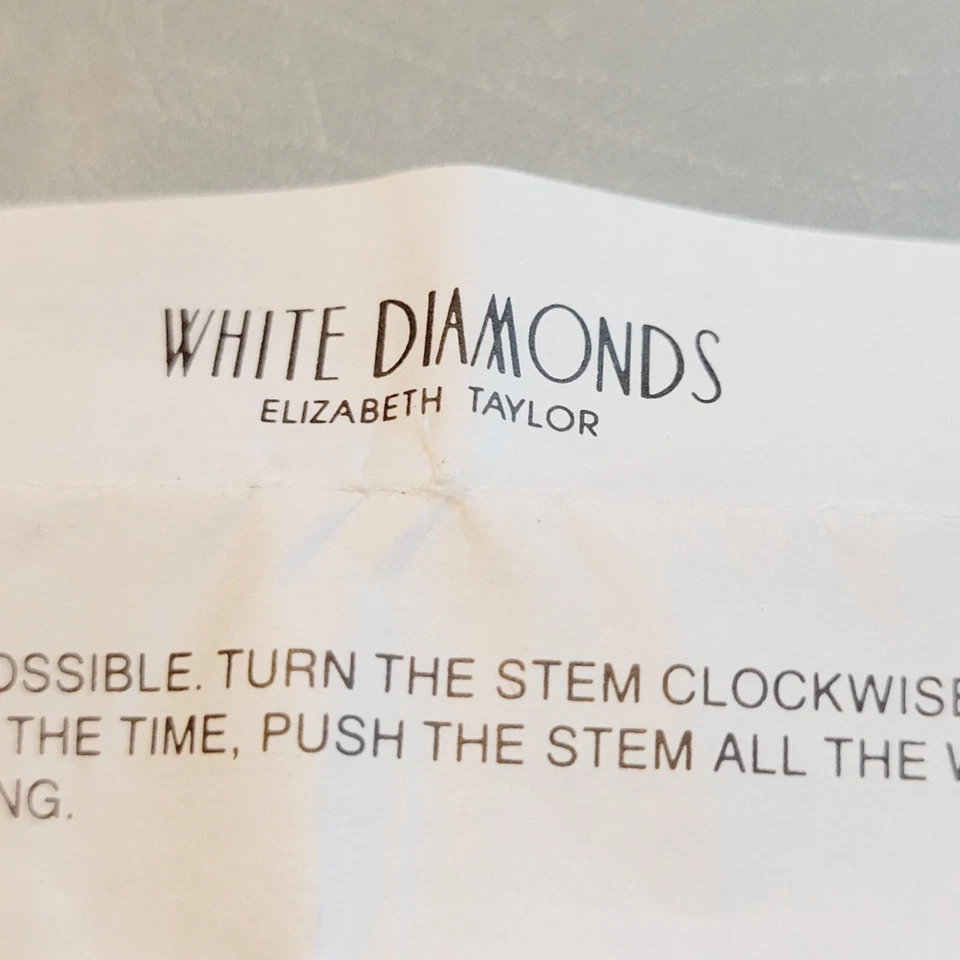 WHITE DIAMONDS
ELIZABETH TAYLOR
OSSIBLE. TURN THE STEM CLOCKWISE
THE TIME, PUSH THE STEM ALL THE W
NG.